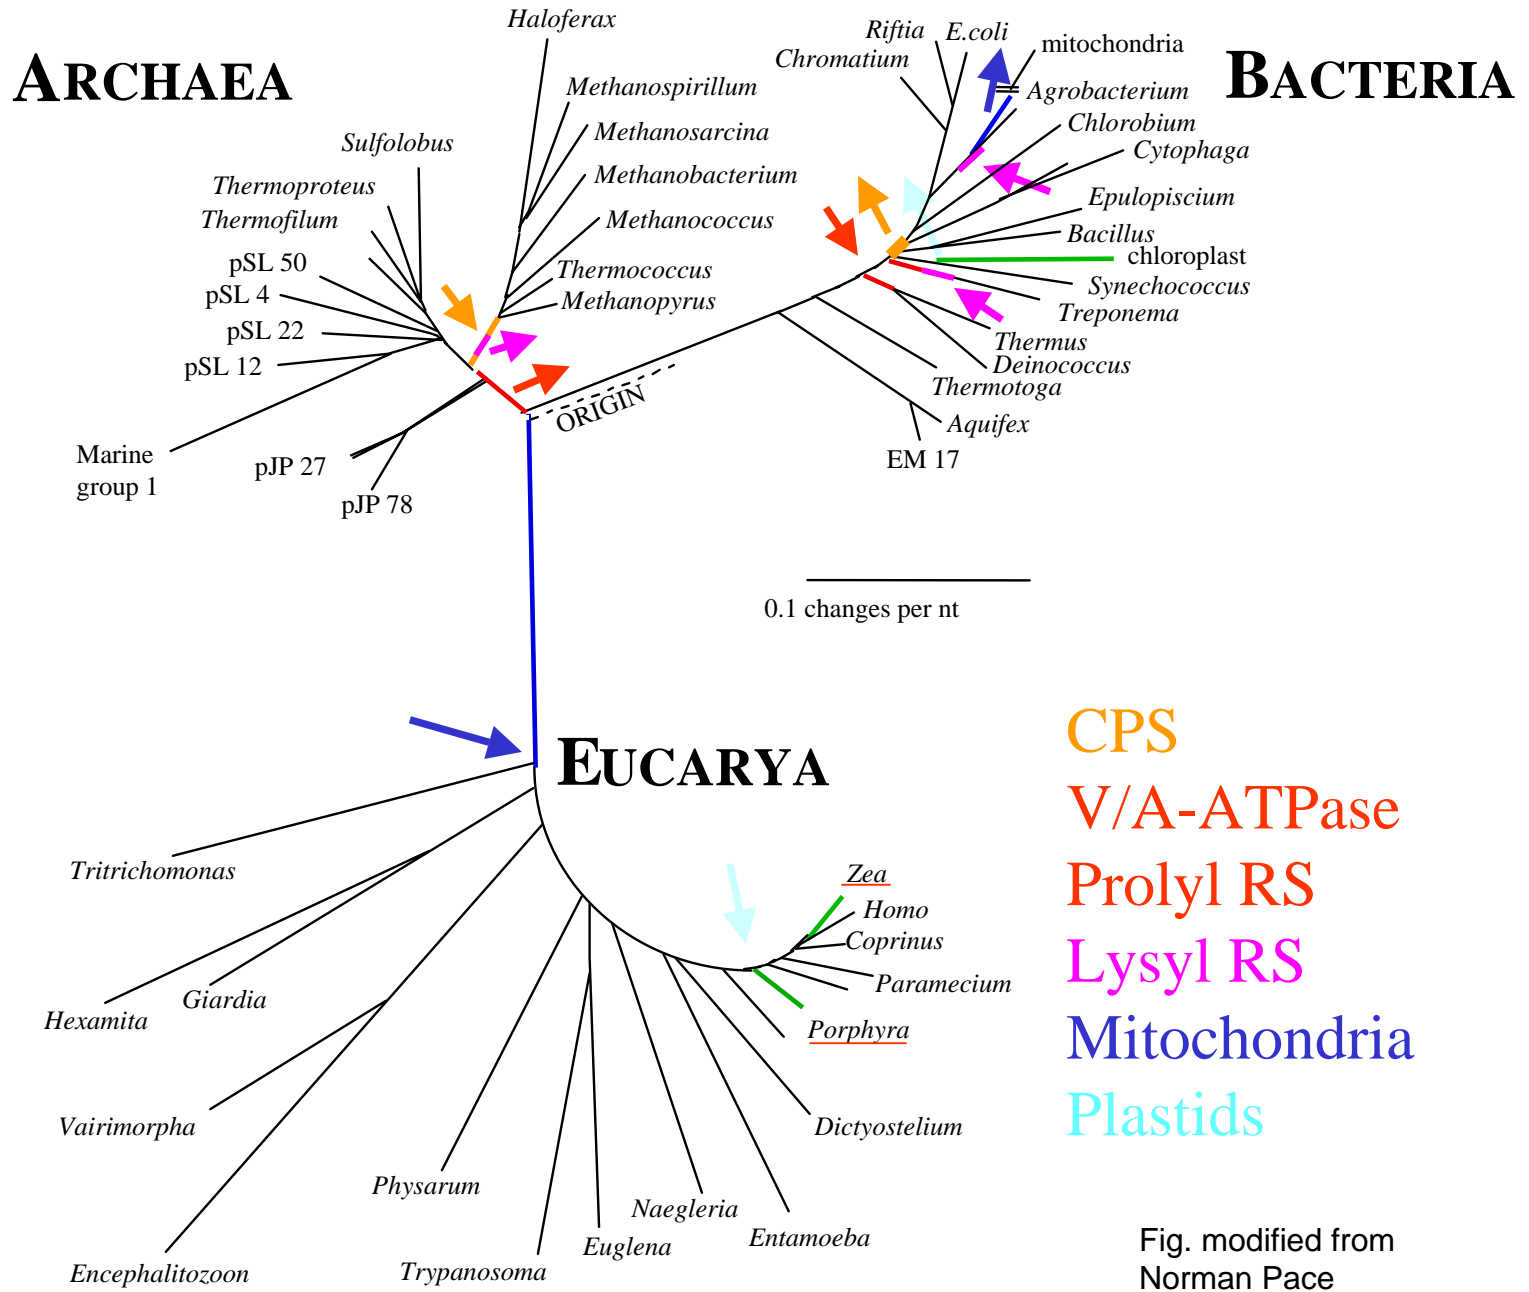 ARCHAEA
BACTERIA
Haloferax
Methanospirillum
Methanosarcina
Methanobacterium
Methanococcus
Thermococcus
Methanopyrus
Sulfolobus
Thermoproteus
Thermofilum
pSL 50
pSL 4
pSL 22
pSL 12
Marine
group 1
pJP 27
pJP 78
ORIGIN
Riftia
E.coli
Chromatium
mitochondria
Agrobacterium
Chlorobium
Cytophaga
Epulopiscium
Bacillus
chloroplast
Synechococcus
Treponema
Thermus
Deinococcus
Thermotoga
Aquifex
EM 17
0.1 changes per nt
EUCARYA
Tritrichomonas
Hexamita
Giardia
Vairimorpha
Encephalitozoon
Physarum
Trypanosoma
Euglena
Naegleria
Entamoeba
Dictyostelium
Porphyra
Paramecium
Coprinus
Homo
Zea
CPS
V/A-ATPase
Prolyl RS
Lysyl RS
Mitochondria
Plastids
Fig. modified from
Norman Pace